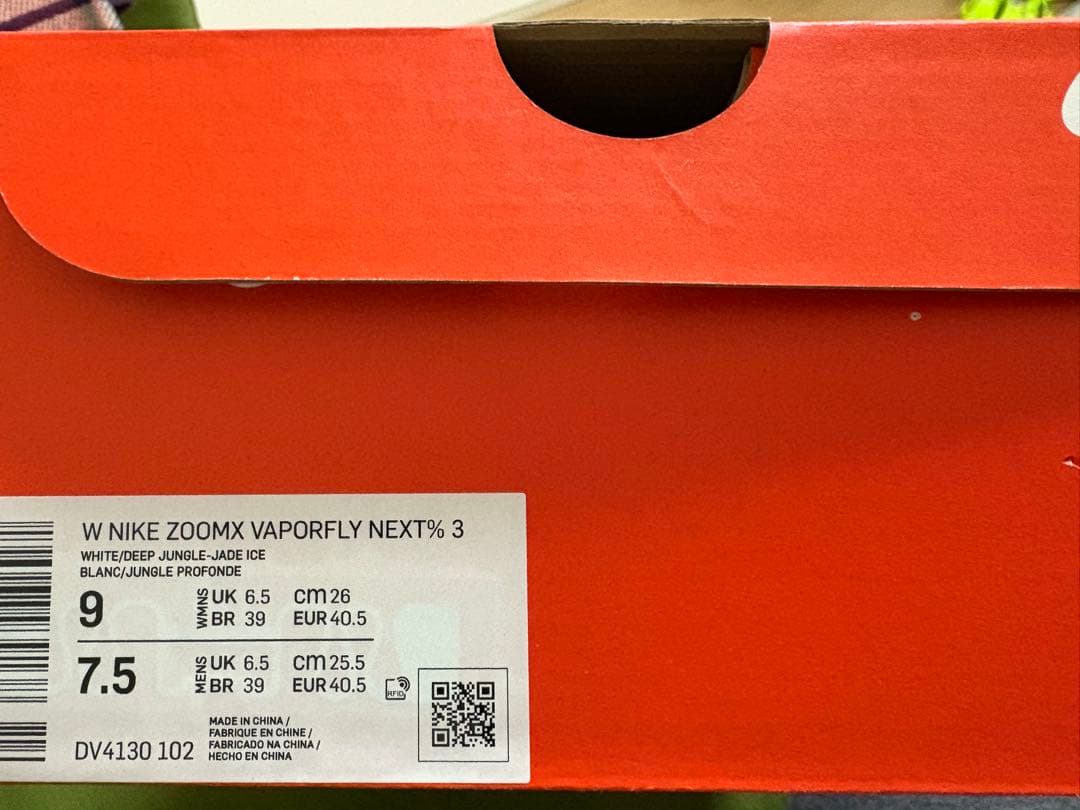 W NIKE ZOOMX VAPORFLY NEXT% 3
WHITE/DEEP JUNGLE-JADE ICE
BLANC/JUNGLE PROFONDE
9 WMNS UK 6.5 cm 26
BR 39 EUR 40.5
7.5 MENS UK 6.5 cm 25.5
BR 39 EUR 40.5
RFID
MADE IN CHINA /
FABRIQUE EN CHINE /
FABRICADO NA CHINA /
HECHO EN CHINA
DV4130 102